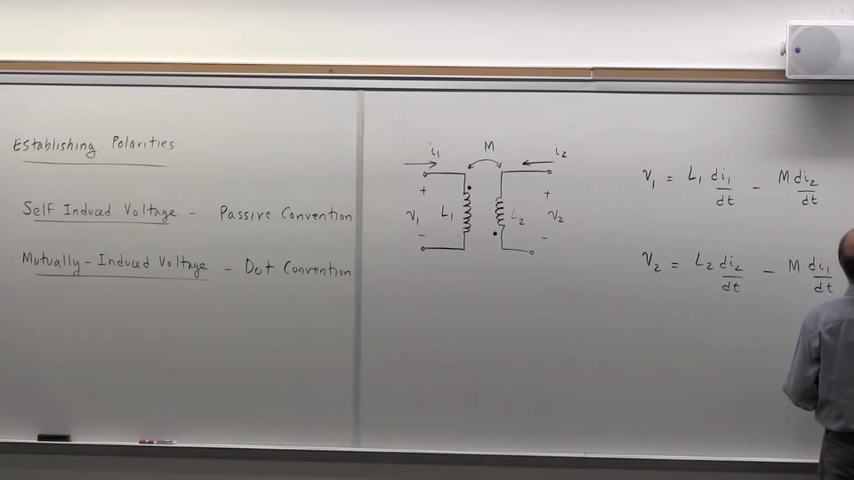 Establishing Polarities
Self Induced Voltage - Passive Convention
Mutually-Induced Voltage - Dot Convention
i1 M i2
+ +
v1 L1 L2 v2
- -
v1 = L1 di1/dt - M di2/dt
v2 = L2 di2/dt - M di1/dt